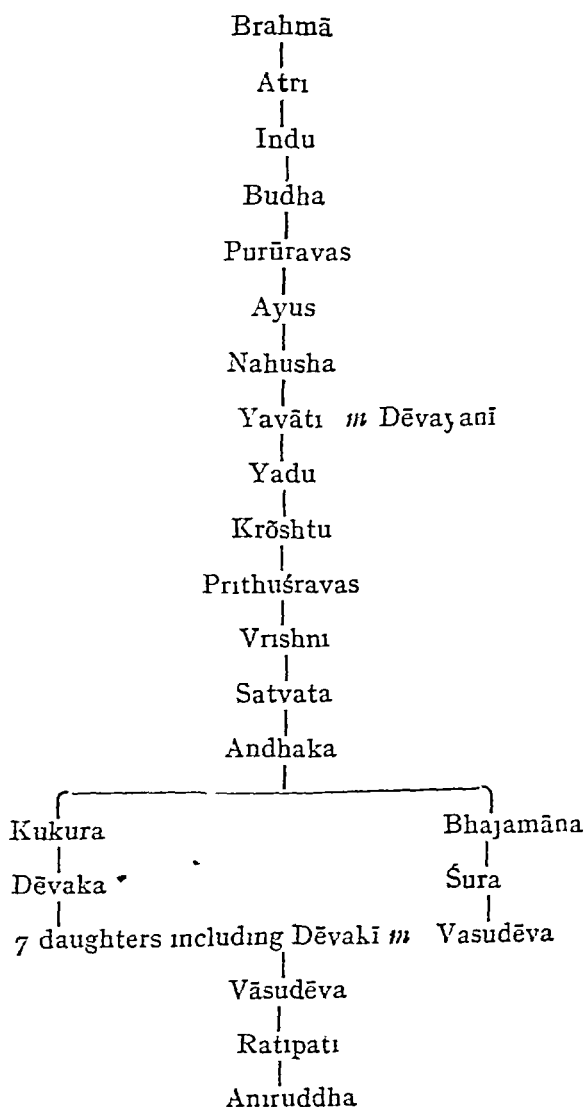 Brahmā
Atri
Indu
Budha
Purūravas
Ayus
Nahusha
Yavâti m Dēvayanī
Yadu
Krōshtu
Prithuśravas
Vrishni
Satvata
Andhaka
Kukura Bhajamāna
Dēvaka Śura
7 daughters including Dēvakī m Vasudēva
Vāsudēva
Ratipati
Aniruddha